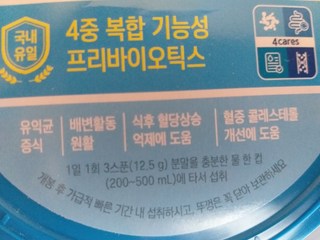 국내
유일
4중 복합 기능성
프리바이오틱스
4cares
유익균
증식
배변활동
원활
식후 혈당상승
억제에 도움
혈중 콜레스테롤
개선에 도움
1일 1회 3스푼(12.5 g) 분말을 충분한 물 한 컵
(200~500 mL)에 타서 섭취
개봉 후 가급적 빠른 기간 내 섭취하시고, 뚜껑은 꼭 닫아 보관하세요